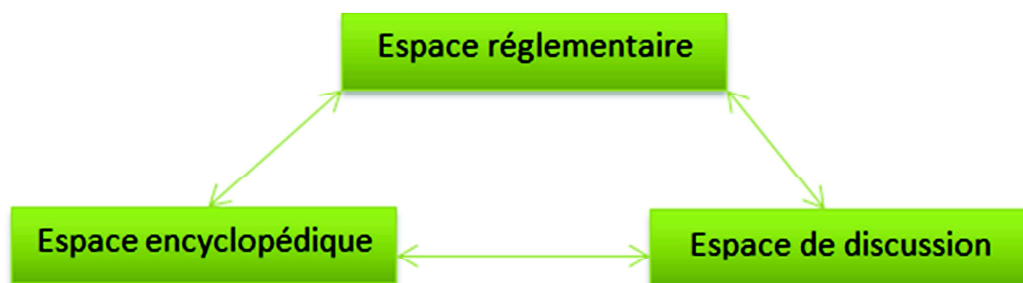 Espace réglementaire
Espace encyclopédique
Espace de discussion